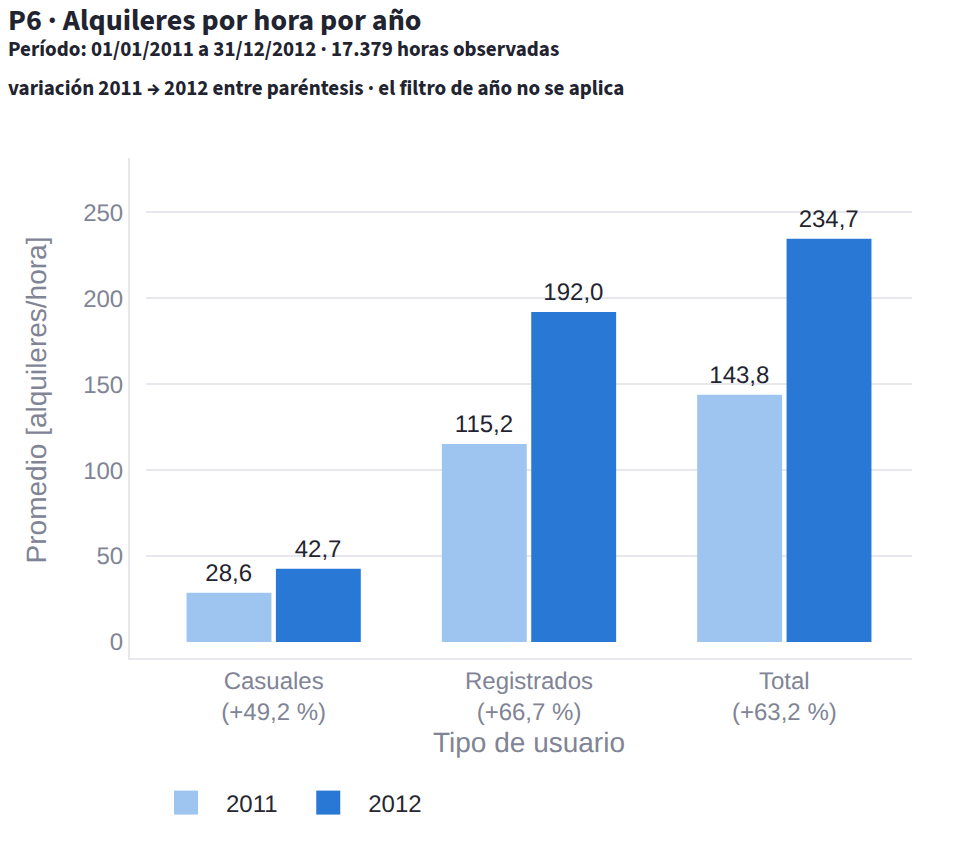 P6 · Alquileres por hora por año
Período: 01/01/2011 a 31/12/2012 · 17.379 horas observadas
variación 2011 → 2012 entre paréntesis · el filtro de año no se aplica
Promedio [alquileres/hora]
250
200
150
100
50
0
28,6
42,7
115,2
192,0
143,8
234,7
Casuales
(+49,2 %)
Registrados
(+66,7 %)
Total
(+63,2 %)
Tipo de usuario
2011
2012